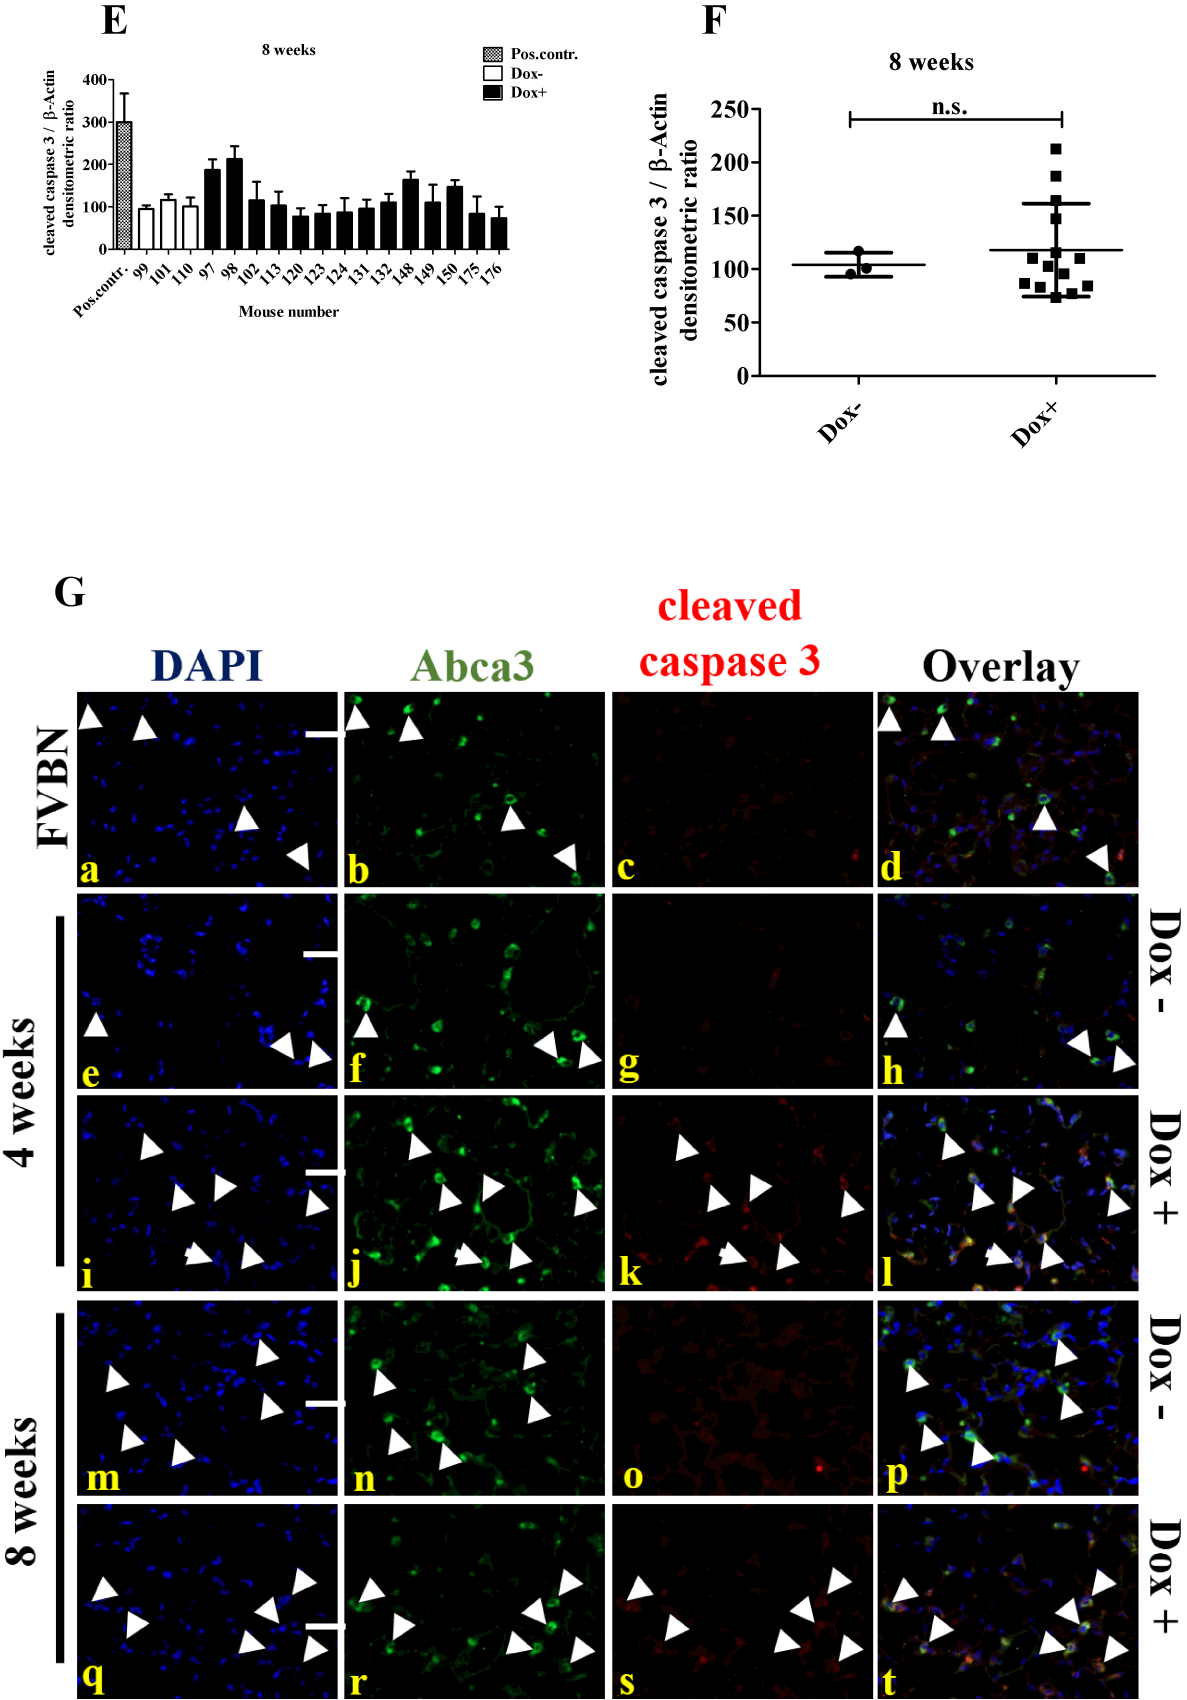 E
8 weeks
Pos.contr.
Dox-
Dox+
cleaved caspase 3 / β-Actin
densitometric ratio
400
300
200
100
0
Pos.contr.
99
101
110
97
98
102
113
120
123
124
131
132
148
149
150
175
176
Mouse number
F
8 weeks
n.s.
cleaved caspase 3 / β-Actin
densitometric ratio
250
200
150
100
50
0
Dox-
Dox+
G
DAPI
Abca3
cleaved
caspase 3
Overlay
FVBN
a
b
c
d
4 weeks
e
f
g
h
Dox -
i
j
k
l
Dox +
8 weeks
m
n
o
p
Dox -
q
r
s
t
Dox +